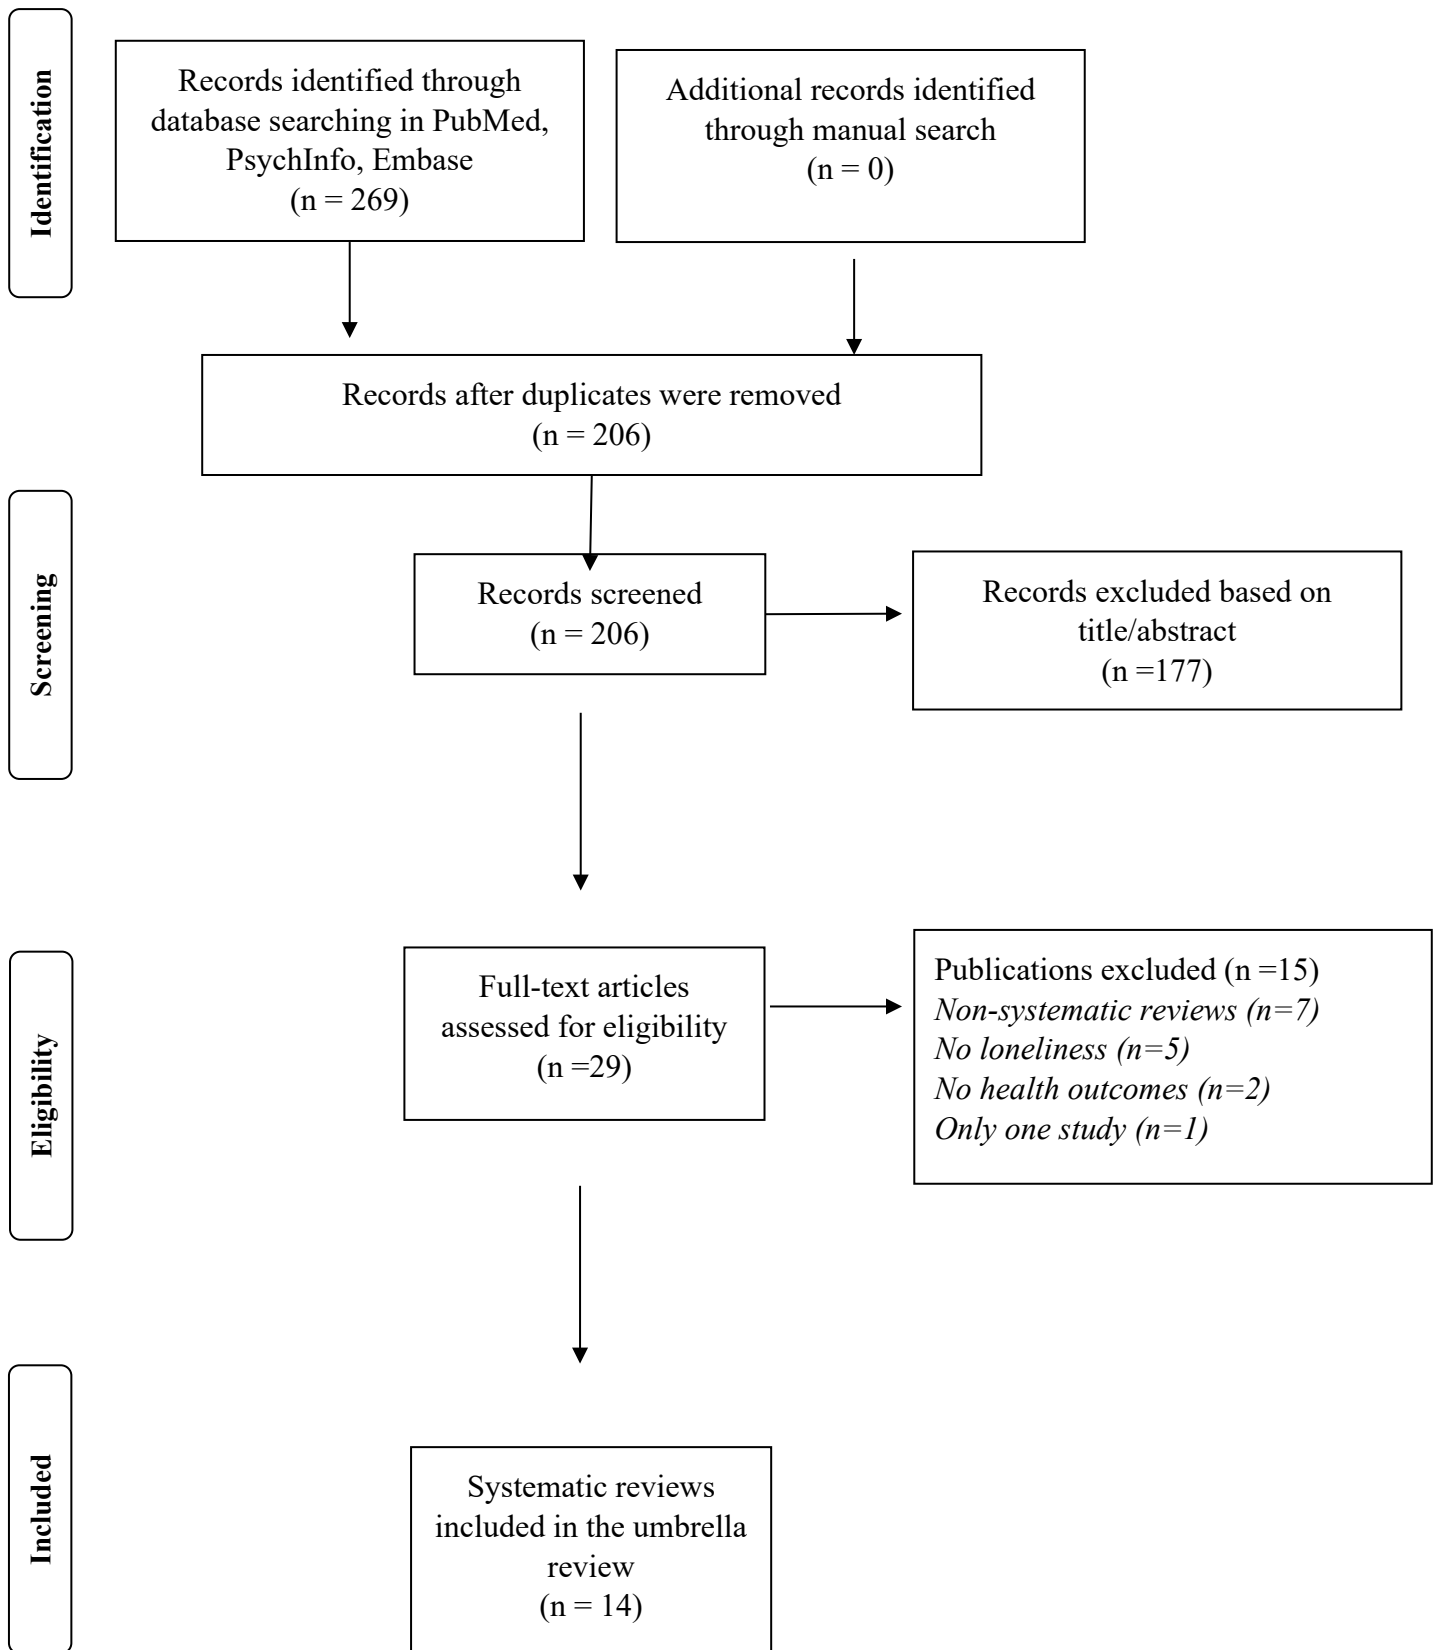 Identification
Records identified through
database searching in PubMed,
PsychInfo, Embase
(n = 269)
Additional records identified
through manual search
(n = 0)
Records after duplicates were removed
(n = 206)
Screening
Records screened
(n = 206)
Records excluded based on
title/abstract
(n =177)
Eligibility
Full-text articles
assessed for eligibility
(n =29)
Publications excluded (n =15)
Non-systematic reviews (n=7)
No loneliness (n=5)
No health outcomes (n=2)
Only one study (n=1)
Included
Systematic reviews
included in the umbrella
review
(n = 14)